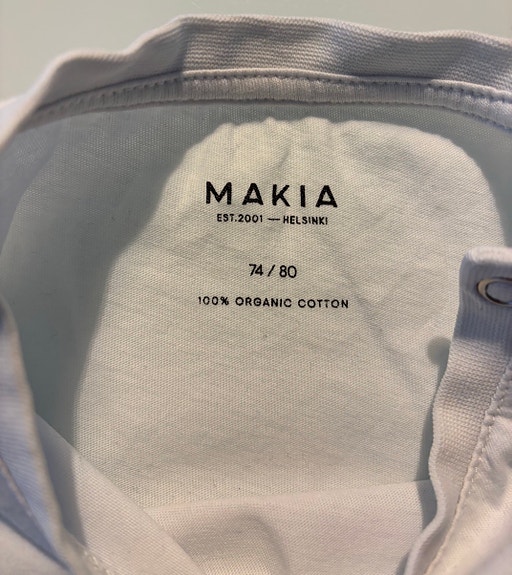 MAKIA
EST.2001 — HELSINKI
74 / 80
100% ORGANIC COTTON